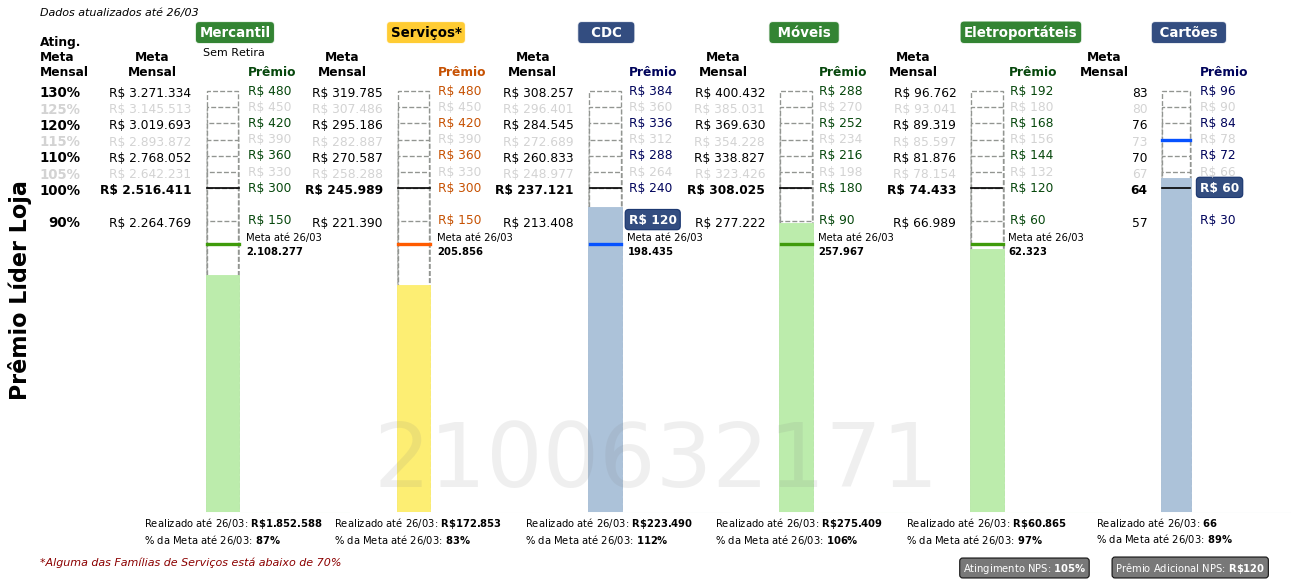 Dados atualizados até 26/03
Mercantil Serviços* CDC Móveis Eletroportáteis Cartões
Sem Retira
Ating. Meta Mensal
Meta Mensal Prêmio Meta Mensal Prêmio Meta Mensal Prêmio Meta Mensal Prêmio Meta Mensal Prêmio Meta Mensal Prêmio
130% R$ 3.271.334 R$ 480 R$ 319.785 R$ 480 R$ 308.257 R$ 384 R$ 400.432 R$ 288 R$ 96.762 R$ 192 83 R$ 96
125% R$ 3.145.513 R$ 450 R$ 307.486 R$ 450 R$ 296.401 R$ 360 R$ 385.031 R$ 270 R$ 93.041 R$ 180 80 R$ 90
120% R$ 3.019.693 R$ 420 R$ 295.186 R$ 420 R$ 284.545 R$ 336 R$ 369.630 R$ 252 R$ 89.319 R$ 168 76 R$ 84
115% R$ 2.893.872 R$ 390 R$ 282.887 R$ 390 R$ 272.689 R$ 312 R$ 354.228 R$ 234 R$ 85.597 R$ 156 73 R$ 78
110% R$ 2.768.052 R$ 360 R$ 270.587 R$ 360 R$ 260.833 R$ 288 R$ 338.827 R$ 216 R$ 81.876 R$ 144 70 R$ 72
105% R$ 2.642.231 R$ 330 R$ 258.288 R$ 330 R$ 248.977 R$ 264 R$ 323.426 R$ 198 R$ 78.154 R$ 132 67 R$ 66
100% R$ 2.516.411 R$ 300 R$ 245.989 R$ 300 R$ 237.121 R$ 240 R$ 308.025 R$ 180 R$ 74.433 R$ 120 64 R$ 60
90% R$ 2.264.769 R$ 150 R$ 221.390 R$ 150 R$ 213.408 R$ 120 R$ 277.222 R$ 90 R$ 66.989 R$ 60 57 R$ 30
Meta até 26/03 Meta até 26/03 Meta até 26/03 Meta até 26/03 Meta até 26/03
2.108.277 205.856 198.435 257.967 62.323
Prêmio Líder Loja
2100632171
Realizado até 26/03: R$1.852.588 Realizado até 26/03: R$172.853 Realizado até 26/03: R$223.490 Realizado até 26/03: R$275.409 Realizado até 26/03: R$60.865 Realizado até 26/03: 66
% da Meta até 26/03: 87% % da Meta até 26/03: 83% % da Meta até 26/03: 112% % da Meta até 26/03: 106% % da Meta até 26/03: 97% % da Meta até 26/03: 89%
*Alguma das Famílias de Serviços está abaixo de 70%
Atingimento NPS: 105% Prêmio Adicional NPS: R$120